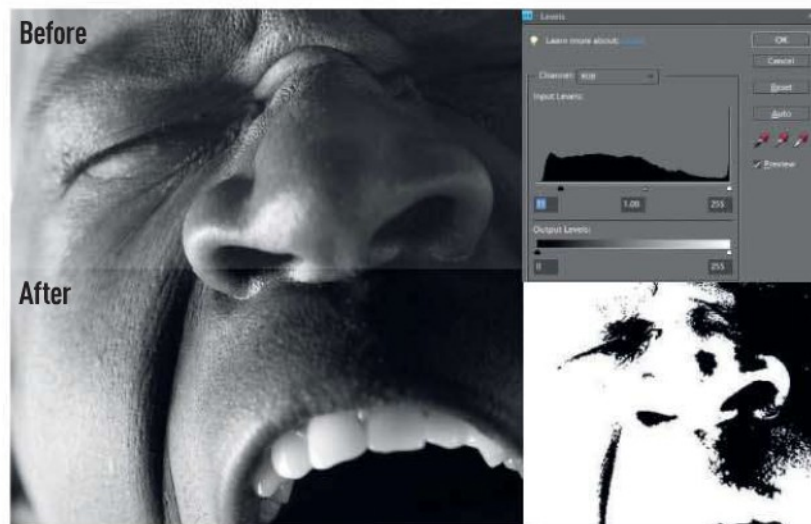 Before
After
Levels
Learn more about:
OK
Cancel
Reset
Auto
Preview
Channel: RGB
Input Levels:
1.00 255
Output Levels:
0 255